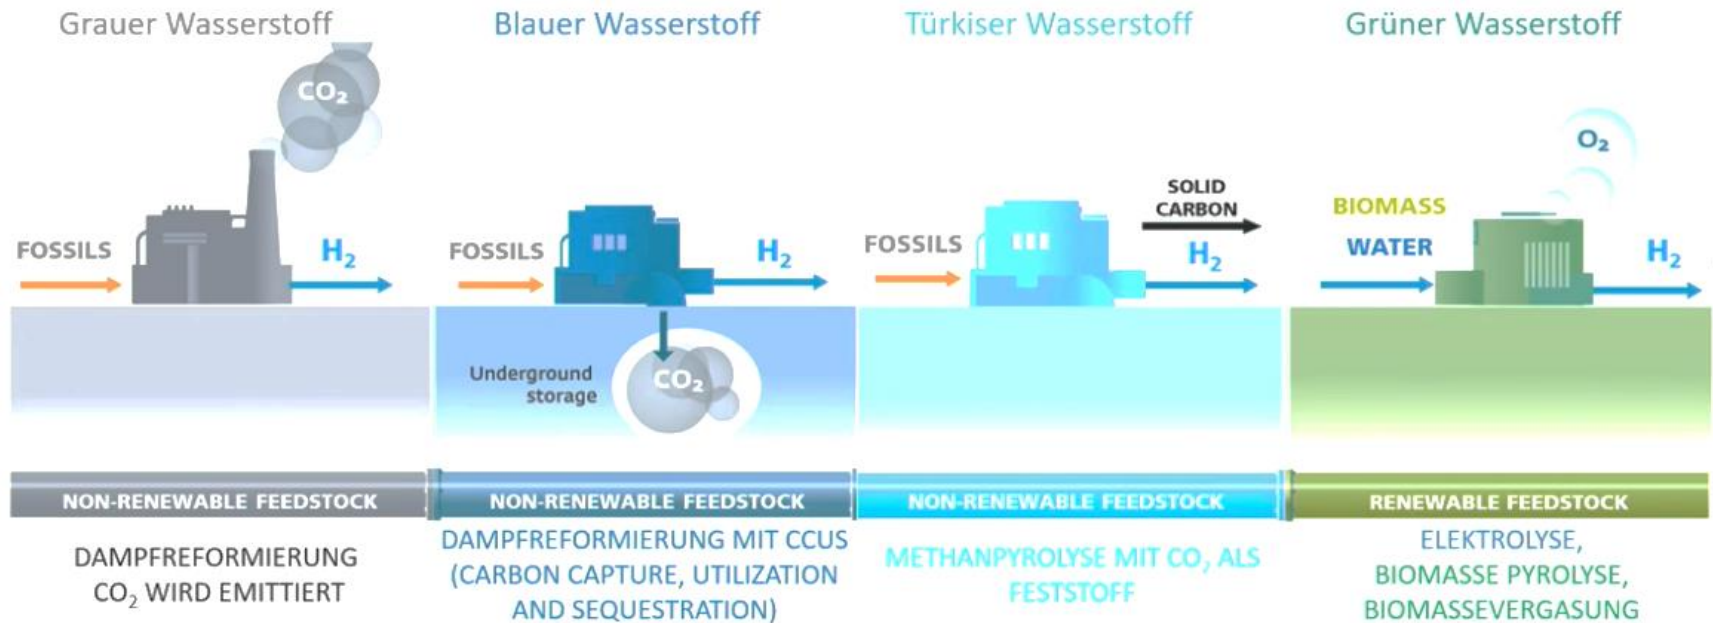 Grauer Wasserstoff
CO₂
FOSSILS
H₂
NON-RENEWABLE FEEDSTOCK
DAMPFREFORMIERUNG
CO₂ WIRD EMITTIERT
Blauer Wasserstoff
FOSSILS
H₂
Underground
storage
CO₂
NON-RENEWABLE FEEDSTOCK
DAMPFREFORMIERUNG MIT CCUS
(CARBON CAPTURE, UTILIZATION
AND SEQUESTRATION)
Türkiser Wasserstoff
FOSSILS
SOLID
CARBON
H₂
NON-RENEWABLE FEEDSTOCK
METHANPYROLYSE MIT CO₂ ALS
FESTSTOFF
Grüner Wasserstoff
O₂
BIOMASS
WATER
H₂
RENEWABLE FEEDSTOCK
ELEKTROLYSE,
BIOMASSE PYROLYSE,
BIOMASSEVERGASUNG